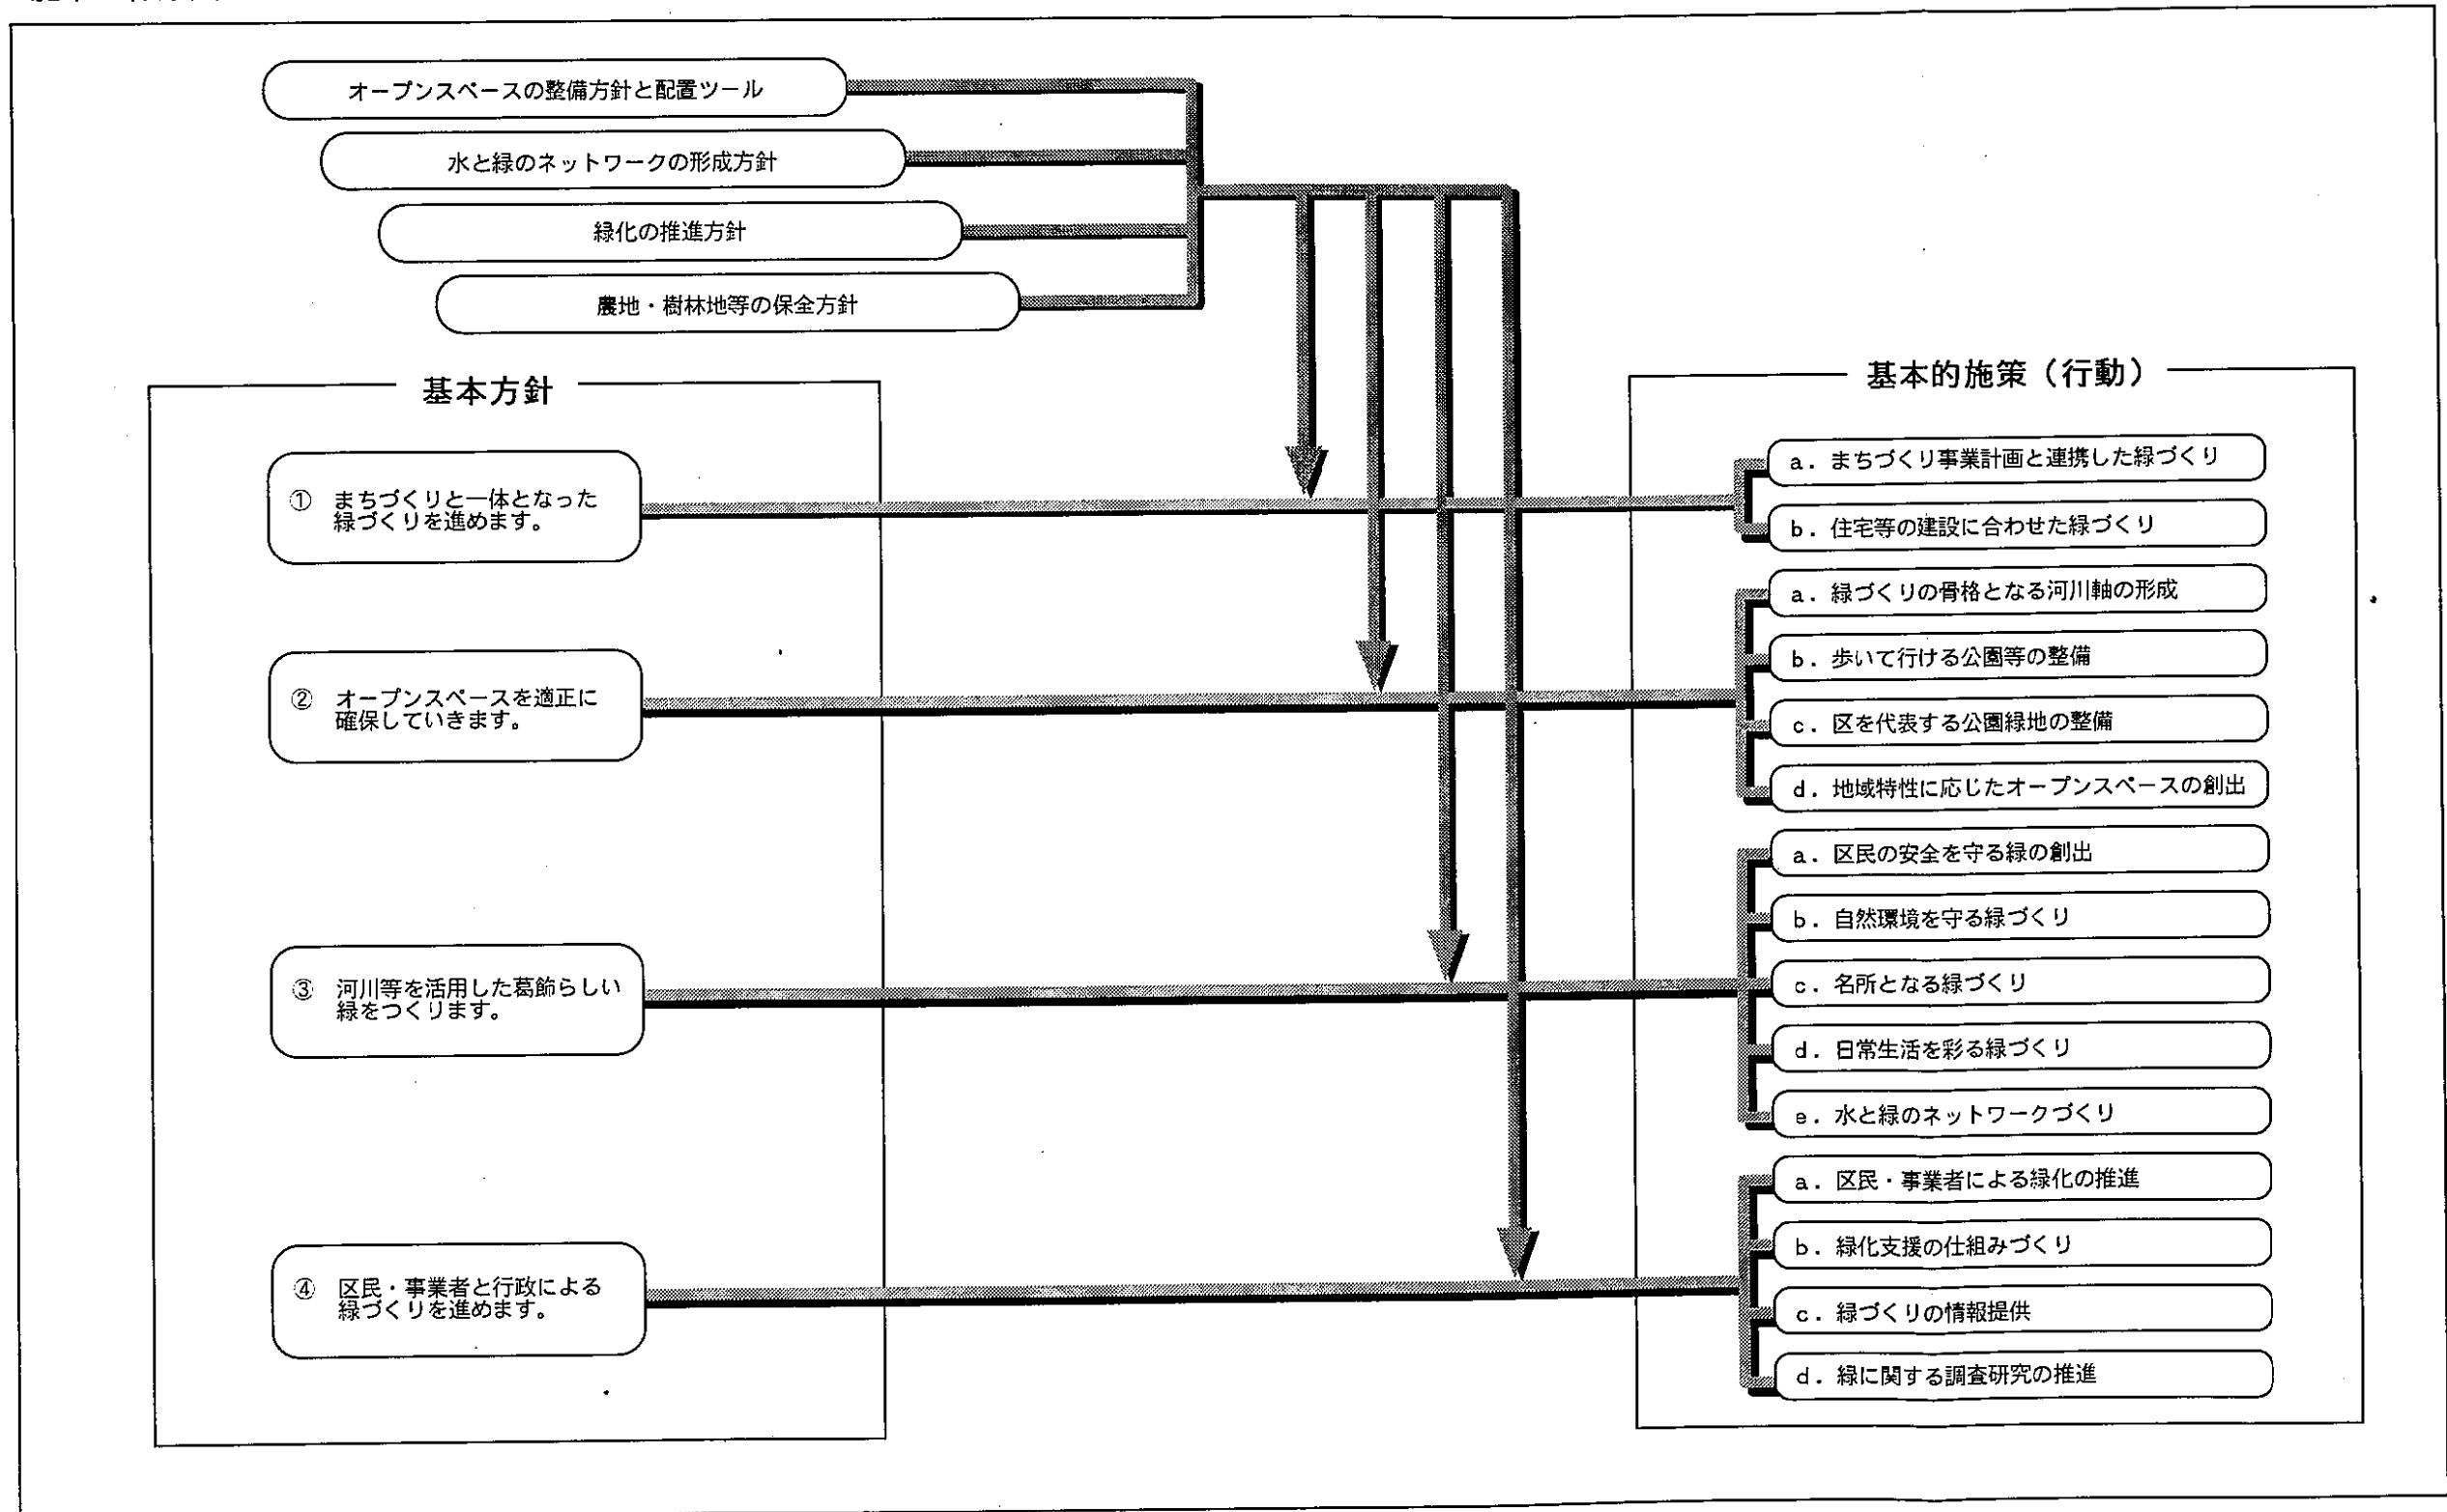 オープンスペースの整備方針と配置ツール
水と緑のネットワークの形成方針
緑化の推進方針
農地・樹林地等の保全方針
基本方針
① まちづくりと一体となった
緑づくりを進めます。
② オープンスペースを適正に
確保していきます。
③ 河川等を活用した葛飾らしい
緑をつくります。
④ 区民・事業者と行政による
緑づくりを進めます。
基本的施策（行動）
a．まちづくり事業計画と連携した緑づくり
b．住宅等の建設に合わせた緑づくり
a．緑づくりの骨格となる河川軸の形成
b．歩いて行ける公園等の整備
c．区を代表する公園緑地の整備
d．地域特性に応じたオープンスペースの創出
a．区民の安全を守る緑の創出
b．自然環境を守る緑づくり
c．名所となる緑づくり
d．日常生活を彩る緑づくり
e．水と緑のネットワークづくり
a．区民・事業者による緑化の推進
b．緑化支援の仕組みづくり
c．緑づくりの情報提供
d．緑に関する調査研究の推進